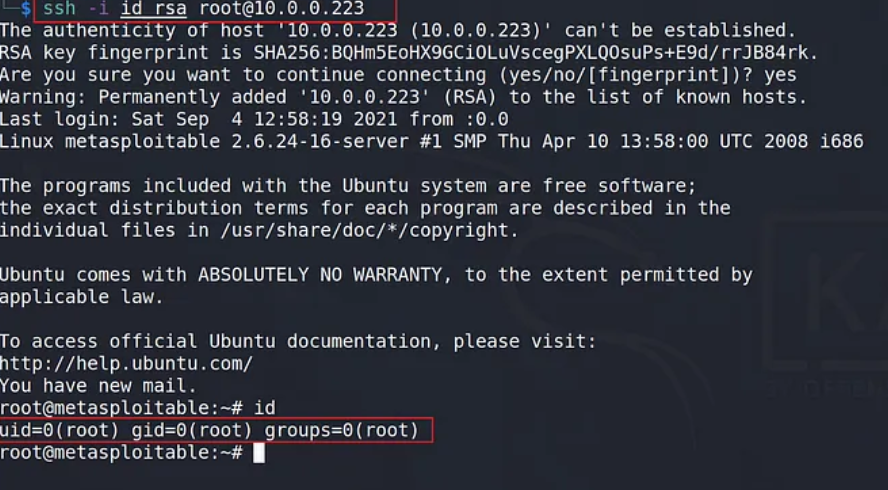 └─$ ssh -i id_rsa root@10.0.0.223
The authenticity of host '10.0.0.223 (10.0.0.223)' can't be established.
RSA key fingerprint is SHA256:BQHm5EoHX9GCiOLuVscegPXLQOsuPs+E9d/rrJB84rk.
Are you sure you want to continue connecting (yes/no/[fingerprint])? yes
Warning: Permanently added '10.0.0.223' (RSA) to the list of known hosts.
Last login: Sat Sep  4 12:58:19 2021 from :0.0
Linux metasploitable 2.6.24-16-server #1 SMP Thu Apr 10 13:58:00 UTC 2008 i686
The programs included with the Ubuntu system are free software;
the exact distribution terms for each program are described in the
individual files in /usr/share/doc/*/copyright.
Ubuntu comes with ABSOLUTELY NO WARRANTY, to the extent permitted by
applicable law.
To access official Ubuntu documentation, please visit:
http://help.ubuntu.com/
You have new mail.
root@metasploitable:~# id
uid=0(root) gid=0(root) groups=0(root)
root@metasploitable:~#